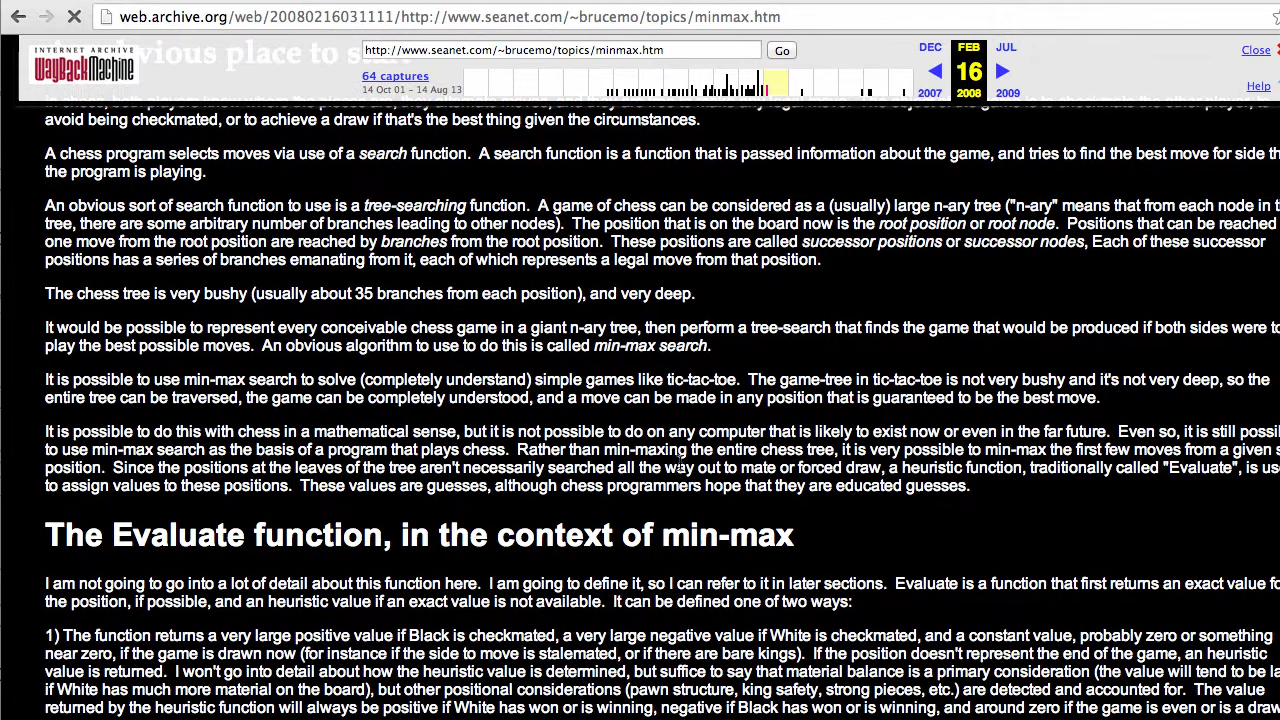 web.archive.org/web/20080216031111/http://www.seanet.com/~brucemo/topics/minmax.htm
INTERNET ARCHIVE
WayBackMachine
obvious place to start
http://www.seanet.com/~brucemo/topics/minmax.htm
Go
64 captures
14 Oct 01 – 14 Aug 13
DEC FEB JUL
16
2007 2008 2009
Close
Help
avoid being checkmated, or to achieve a draw if that's the best thing given the circumstances.
A chess program selects moves via use of a search function. A search function is a function that is passed information about the game, and tries to find the best move for side th
the program is playing.
An obvious sort of search function to use is a tree-searching function. A game of chess can be considered as a (usually) large n-ary tree ("n-ary" means that from each node in t
tree, there are some arbitrary number of branches leading to other nodes). The position that is on the board now is the root position or root node. Positions that can be reached
one move from the root position are reached by branches from the root position. These positions are called successor positions or successor nodes, Each of these successor
positions has a series of branches emanating from it, each of which represents a legal move from that position.
The chess tree is very bushy (usually about 35 branches from each position), and very deep.
It would be possible to represent every conceivable chess game in a giant n-ary tree, then perform a tree-search that finds the game that would be produced if both sides were to
play the best possible moves. An obvious algorithm to use to do this is called min-max search.
It is possible to use min-max search to solve (completely understand) simple games like tic-tac-toe. The game-tree in tic-tac-toe is not very bushy and it's not very deep, so the
entire tree can be traversed, the game can be completely understood, and a move can be made in any position that is guaranteed to be the best move.
It is possible to do this with chess in a mathematical sense, but it is not possible to do on any computer that is likely to exist now or even in the far future. Even so, it is still possi
to use min-max search as the basis of a program that plays chess. Rather than min-maxing the entire chess tree, it is very possible to min-max the first few moves from a given s
position. Since the positions at the leaves of the tree aren't necessarily searched all the way out to mate or forced draw, a heuristic function, traditionally called "Evaluate", is us
to assign values to these positions. These values are guesses, although chess programmers hope that they are educated guesses.
The Evaluate function, in the context of min-max
I am not going to go into a lot of detail about this function here. I am going to define it, so I can refer to it in later sections. Evaluate is a function that first returns an exact value fo
the position, if possible, and an heuristic value if an exact value is not available. It can be defined one of two ways:
1) The function returns a very large positive value if Black is checkmated, a very large negative value if White is checkmated, and a constant value, probably zero or something
near zero, if the game is drawn now (for instance if the side to move is stalemated, or if there are bare kings). If the position doesn't represent the end of the game, an heuristic
value is returned. I won't go into detail about how the heuristic value is determined, but suffice to say that material balance is a primary consideration (the value will tend to be la
if White has much more material on the board), but other positional considerations (pawn structure, king safety, strong pieces, etc.) are detected and accounted for. The value
returned by the heuristic function will always be positive if White has won or is winning, negative if Black has won or is winning, and around zero if the game is even or is a draw